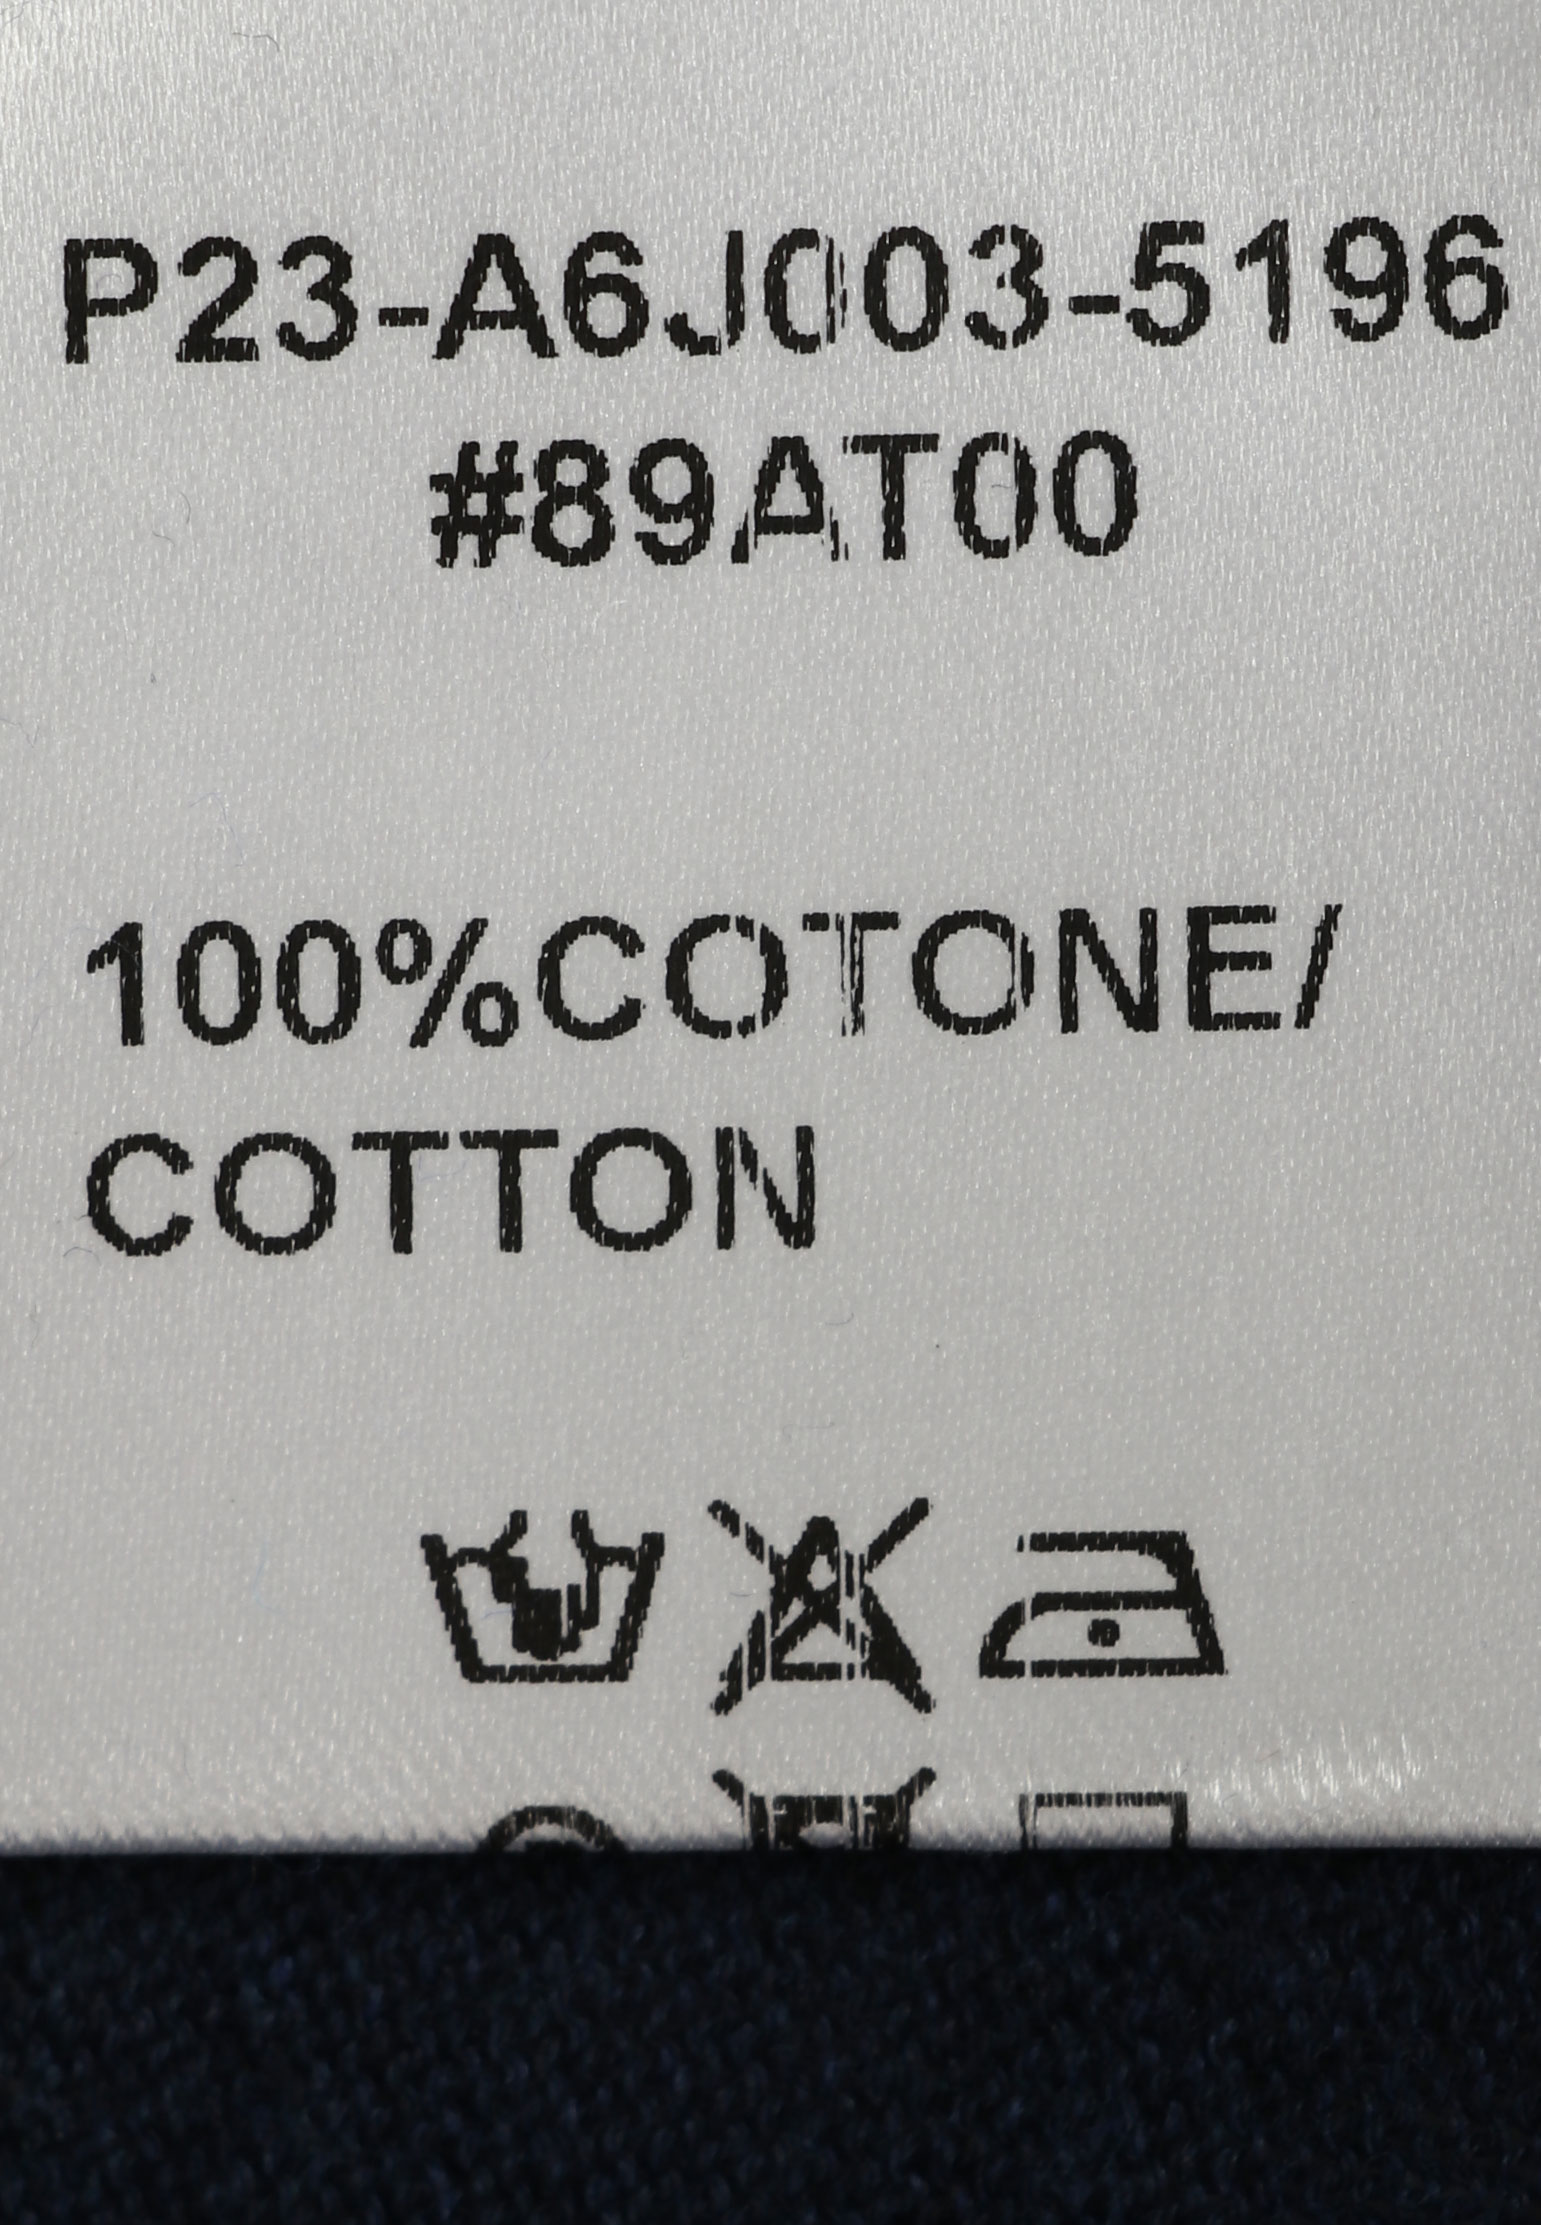 P23-A6J003-5196
#89AT00
100%COTONE/
COTTON